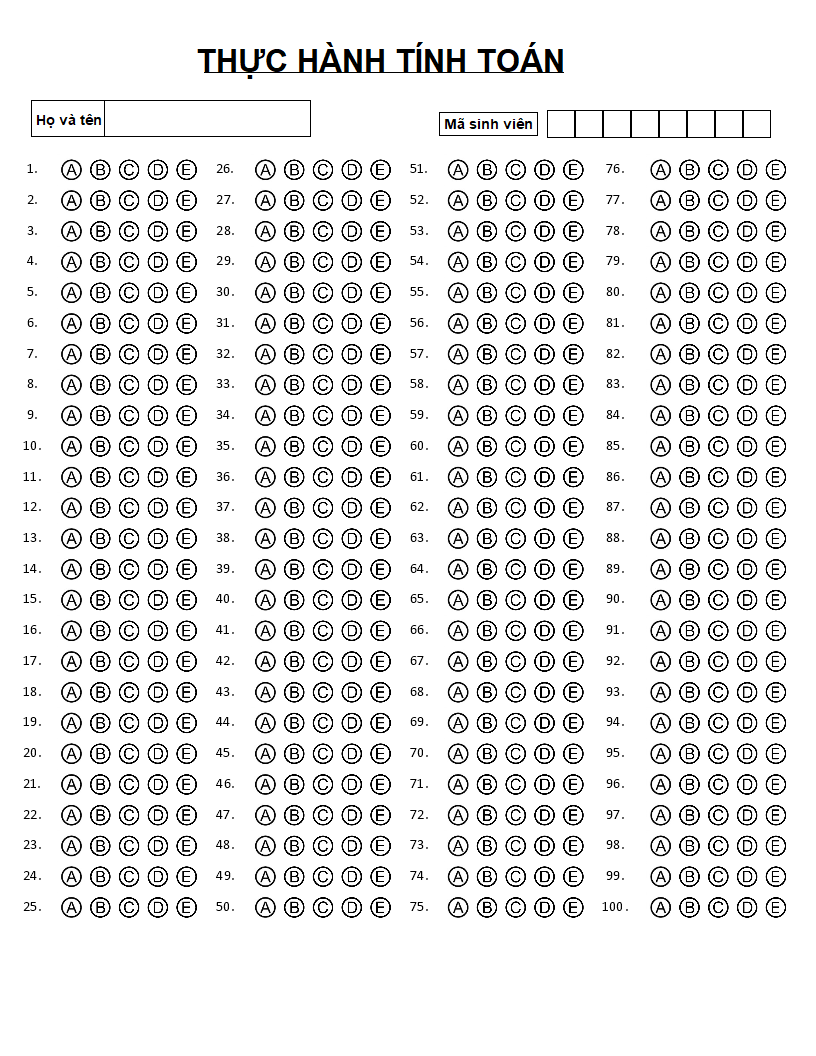 THỰC HÀNH TÍNH TOÁN
Họ và tên
Mã sinh viên
1. A B C D E 26. A B C D E 51. A B C D E 76. A B C D E
2. A B C D E 27. A B C D E 52. A B C D E 77. A B C D E
3. A B C D E 28. A B C D E 53. A B C D E 78. A B C D E
4. A B C D E 29. A B C D E 54. A B C D E 79. A B C D E
5. A B C D E 30. A B C D E 55. A B C D E 80. A B C D E
6. A B C D E 31. A B C D E 56. A B C D E 81. A B C D E
7. A B C D E 32. A B C D E 57. A B C D E 82. A B C D E
8. A B C D E 33. A B C D E 58. A B C D E 83. A B C D E
9. A B C D E 34. A B C D E 59. A B C D E 84. A B C D E
10. A B C D E 35. A B C D E 60. A B C D E 85. A B C D E
11. A B C D E 36. A B C D E 61. A B C D E 86. A B C D E
12. A B C D E 37. A B C D E 62. A B C D E 87. A B C D E
13. A B C D E 38. A B C D E 63. A B C D E 88. A B C D E
14. A B C D E 39. A B C D E 64. A B C D E 89. A B C D E
15. A B C D E 40. A B C D E 65. A B C D E 90. A B C D E
16. A B C D E 41. A B C D E 66. A B C D E 91. A B C D E
17. A B C D E 42. A B C D E 67. A B C D E 92. A B C D E
18. A B C D E 43. A B C D E 68. A B C D E 93. A B C D E
19. A B C D E 44. A B C D E 69. A B C D E 94. A B C D E
20. A B C D E 45. A B C D E 70. A B C D E 95. A B C D E
21. A B C D E 46. A B C D E 71. A B C D E 96. A B C D E
22. A B C D E 47. A B C D E 72. A B C D E 97. A B C D E
23. A B C D E 48. A B C D E 73. A B C D E 98. A B C D E
24. A B C D E 49. A B C D E 74. A B C D E 99. A B C D E
25. A B C D E 50. A B C D E 75. A B C D E 100. A B C D E